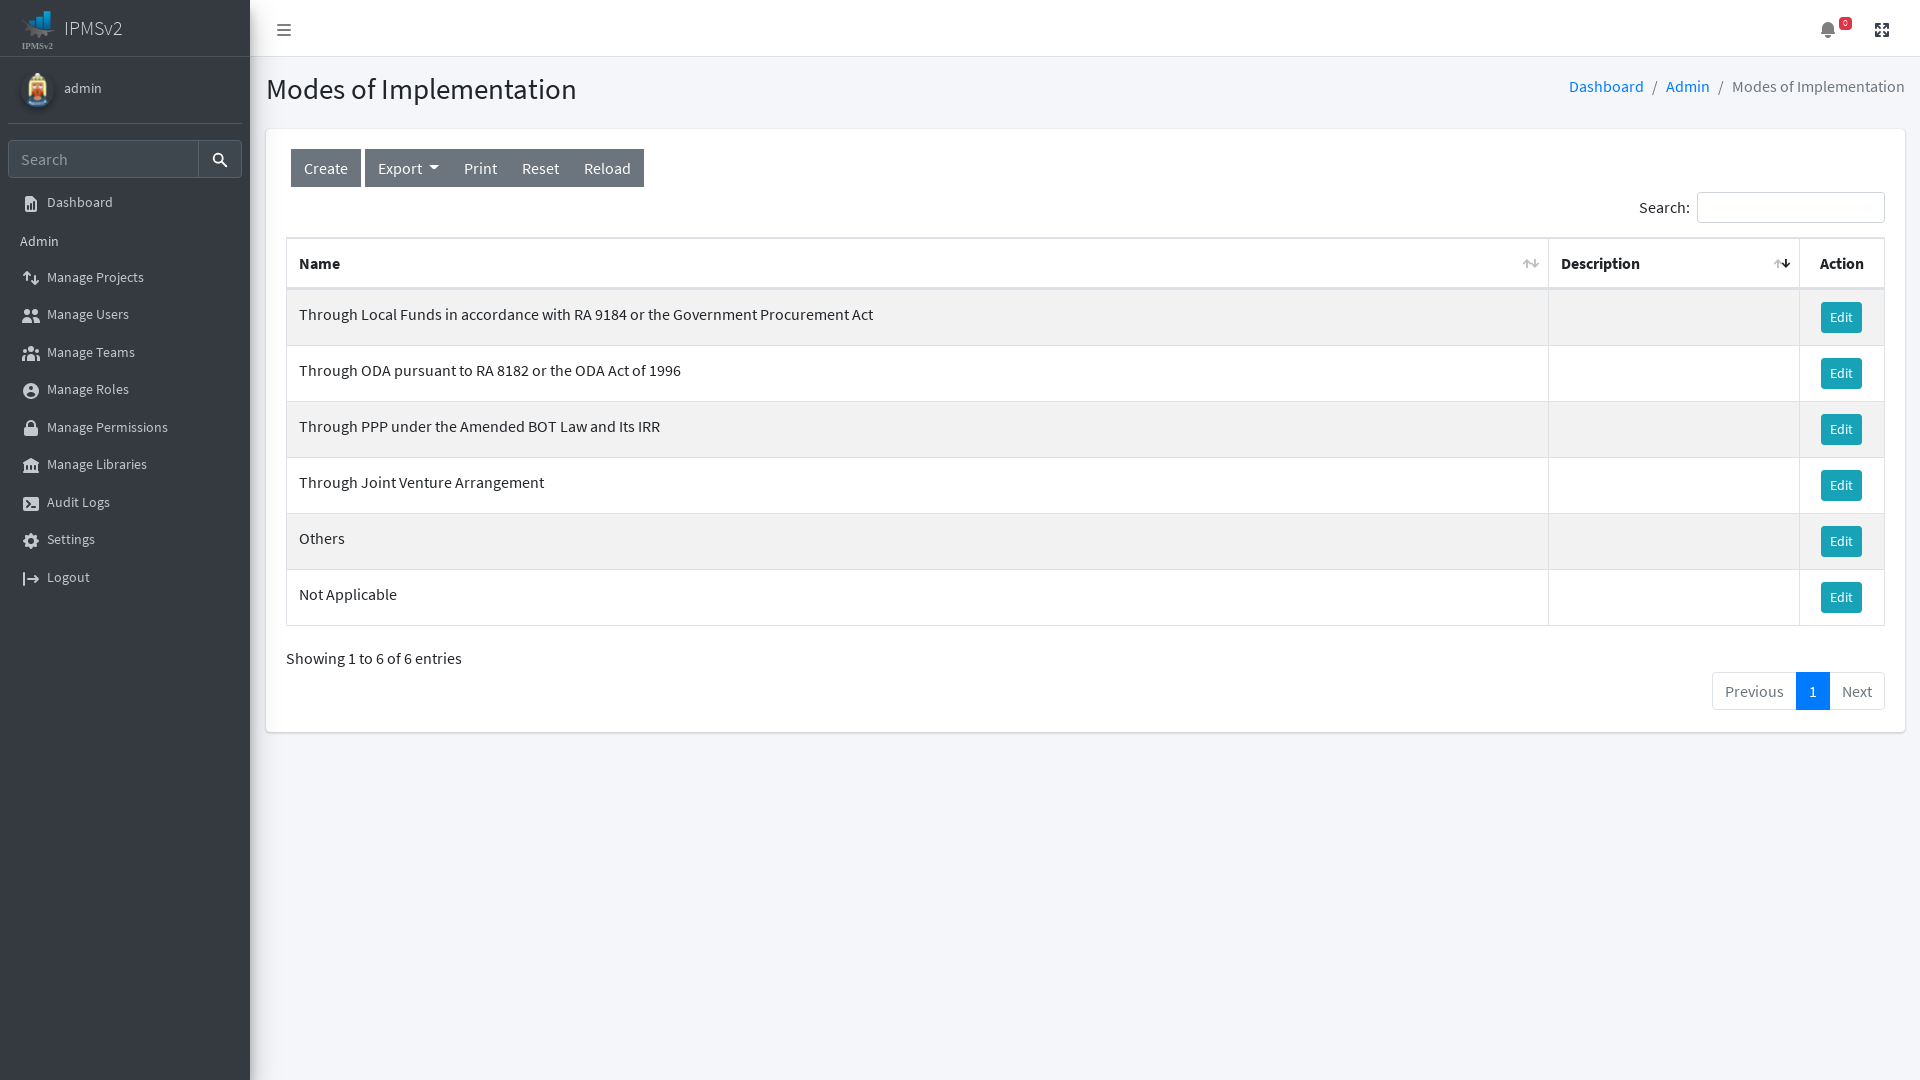 IPMSv2
IPMSv2
admin
Search
Dashboard
Admin
Manage Projects
Manage Users
Manage Teams
Manage Roles
Manage Permissions
Manage Libraries
Audit Logs
Settings
Logout
0
Modes of Implementation
Dashboard / Admin / Modes of Implementation
Create Export Print Reset Reload
Search:
Name Description Action
Through Local Funds in accordance with RA 9184 or the Government Procurement Act Edit
Through ODA pursuant to RA 8182 or the ODA Act of 1996 Edit
Through PPP under the Amended BOT Law and Its IRR Edit
Through Joint Venture Arrangement Edit
Others Edit
Not Applicable Edit
Showing 1 to 6 of 6 entries
Previous 1 Next